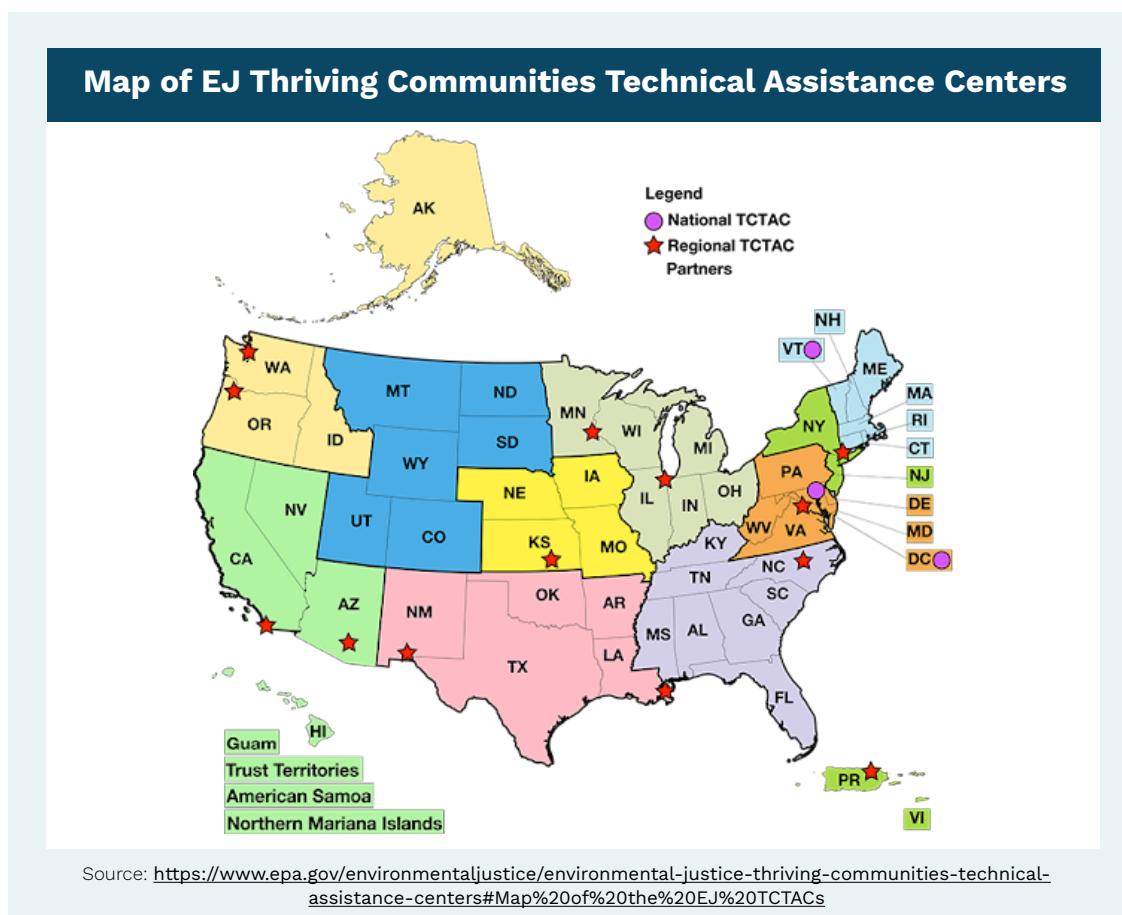 Map of EJ Thriving Communities Technical Assistance Centers
AK
Legend
National TCTAC
Regional TCTAC
Partners
NH
VT
ME
WA
MT
ND
MA
MN
RI
OR
NY
WI
ID
SD
CT
MI
WY
PA
NJ
IA
NE
OH
DE
IL
IN
NV
UT
WV
VA
MD
CO
KS
MO
KY
CA
DC
NC
TN
OK
SC
AZ
NM
AR
GA
MS
AL
LA
TX
FL
HI
Guam
Trust Territories
American Samoa
Northern Mariana Islands
PR
VI
Source: https://www.epa.gov/environmentaljustice/environmental-justice-thriving-communities-technical-
assistance-centers#Map%20of%20the%20EJ%20TCTACs